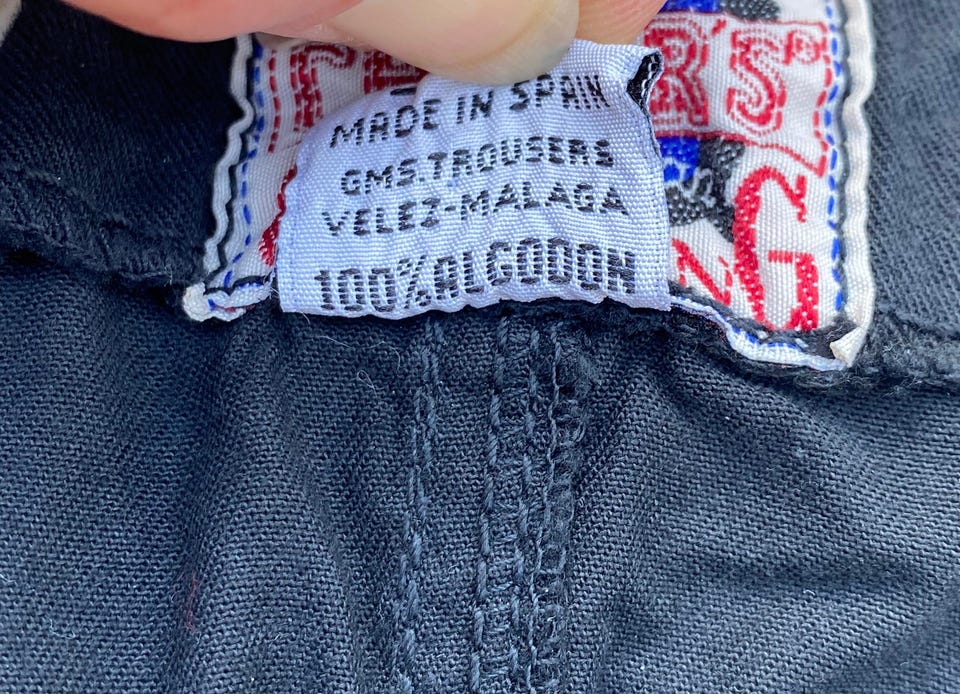 MADE IN SPAIN
GMS.TROUSERS
VELEZ-MALAGA
100%ALGODON
R'S